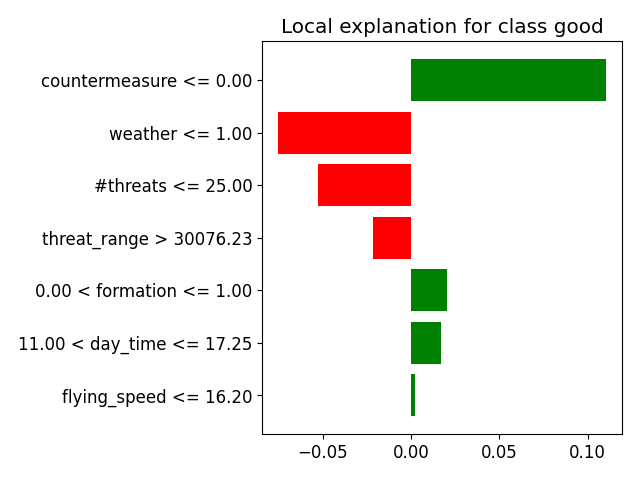 Local explanation for class good
countermeasure <= 0.00
weather <= 1.00
#threats <= 25.00
threat_range > 30076.23
0.00 < formation <= 1.00
11.00 < day_time <= 17.25
flying_speed <= 16.20
−0.05 0.00 0.05 0.10